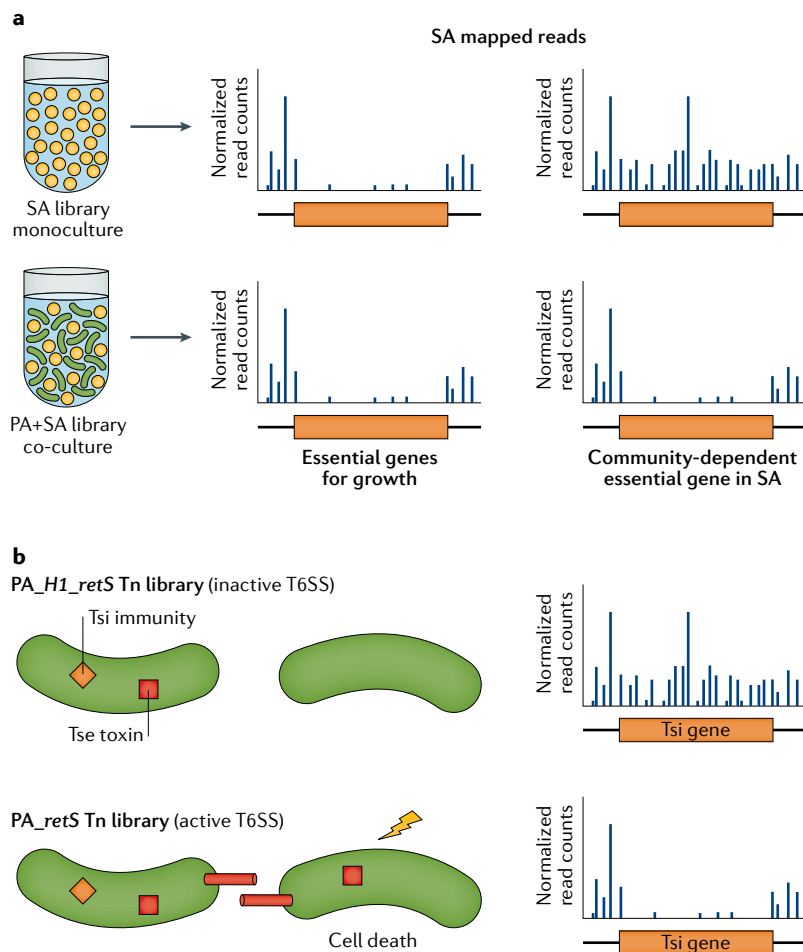 a
SA mapped reads
Normalized
read counts
Normalized
read counts
SA library
monoculture
Normalized
read counts
Normalized
read counts
PA+SA library
co-culture
Essential genes
for growth
Community-dependent
essential gene in SA
b
PA_H1_retS Tn library (inactive T6SS)
Tsi immunity
Tse toxin
Normalized
read counts
Tsi gene
PA_retS Tn library (active T6SS)
Cell death
Normalized
read counts
Tsi gene